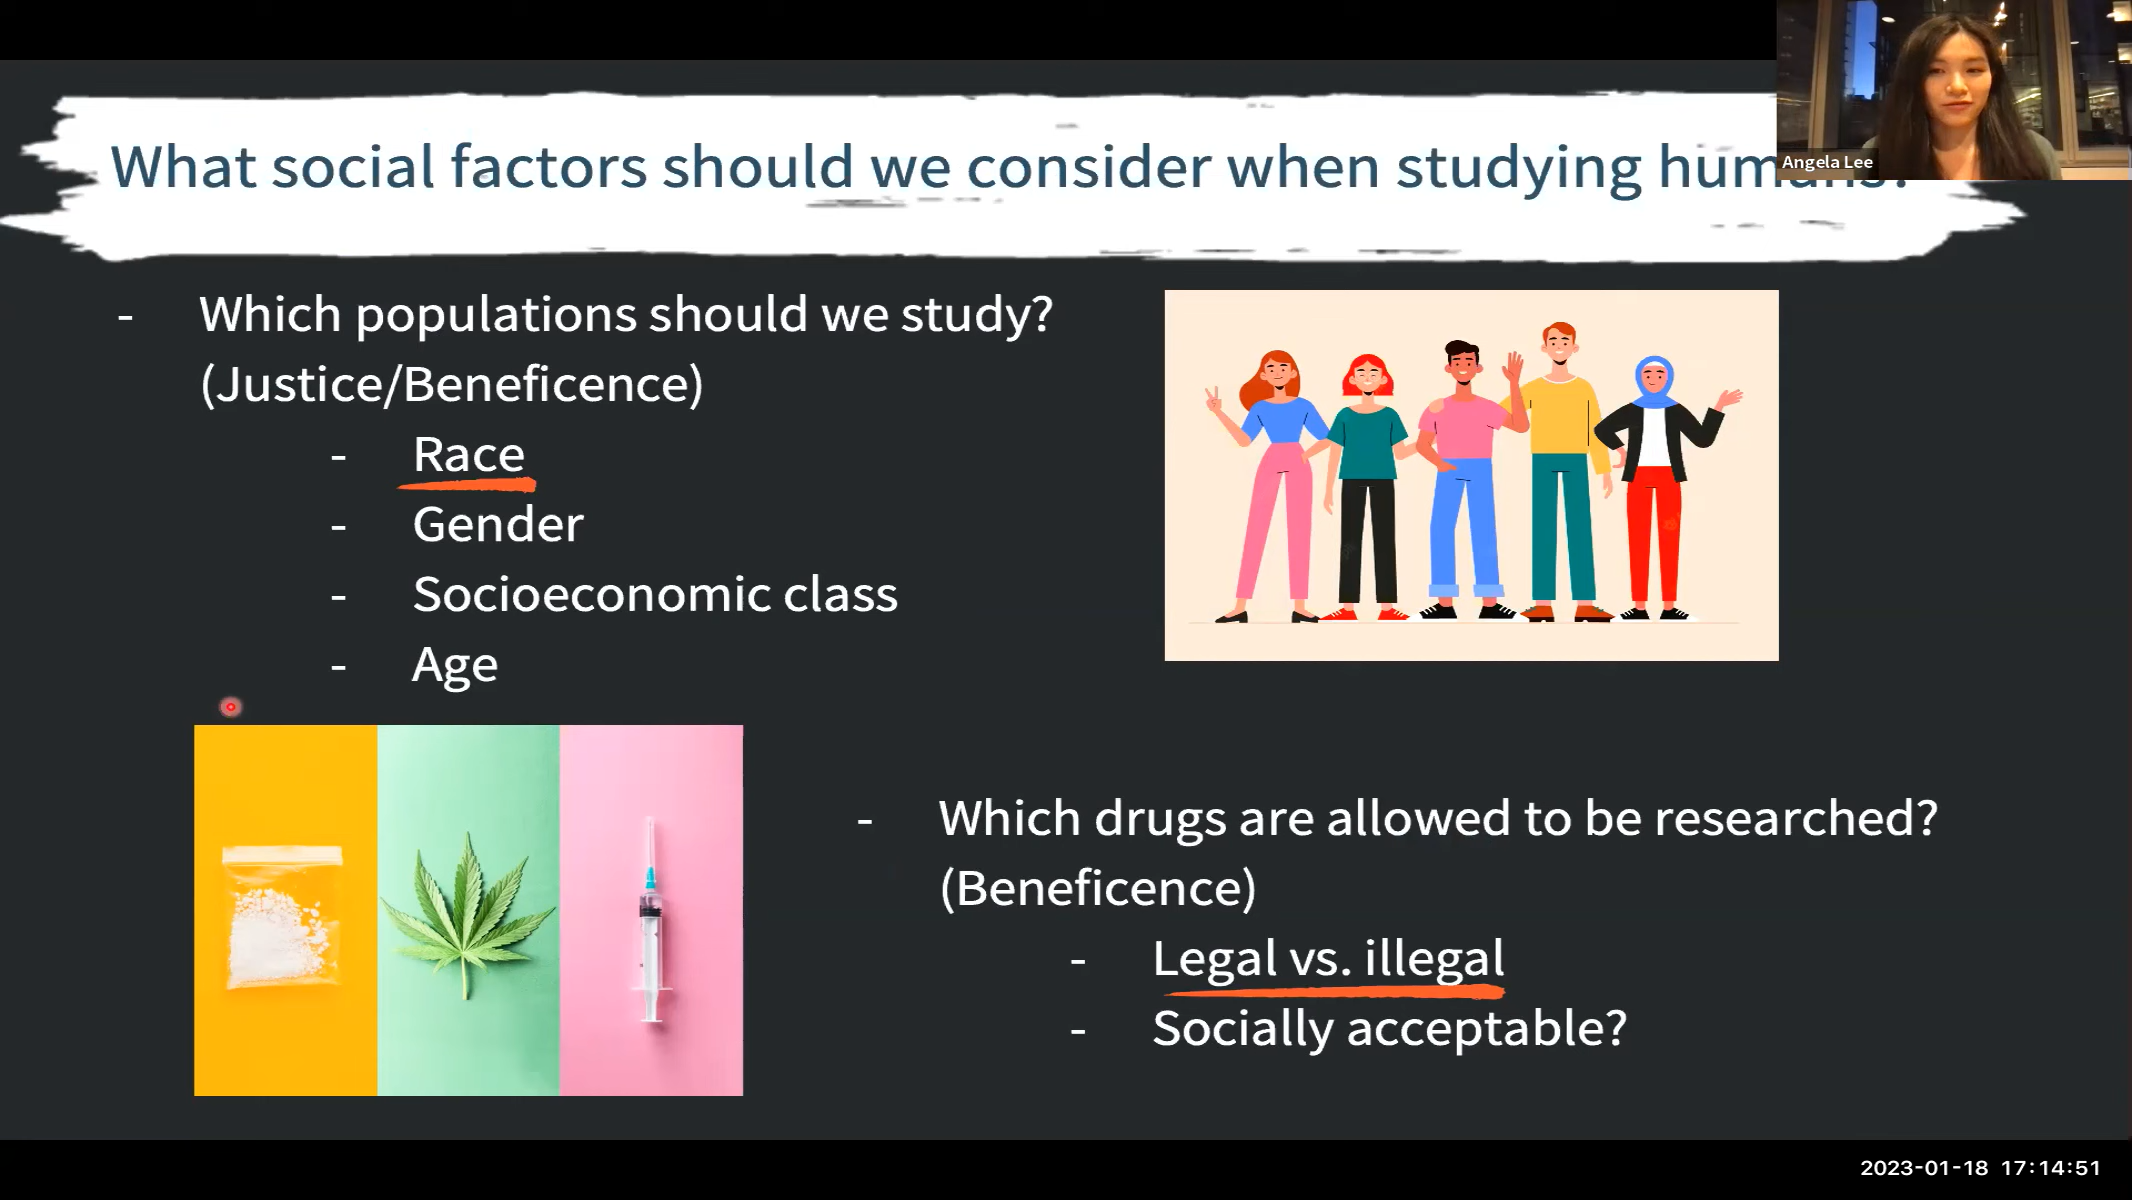 What social factors should we consider when studying humans?
Angela Lee
- Which populations should we study?
(Justice/Beneficence)
- Race
- Gender
- Socioeconomic class
- Age
- Which drugs are allowed to be researched?
(Beneficence)
- Legal vs. illegal
- Socially acceptable?
2023-01-18 17:14:51